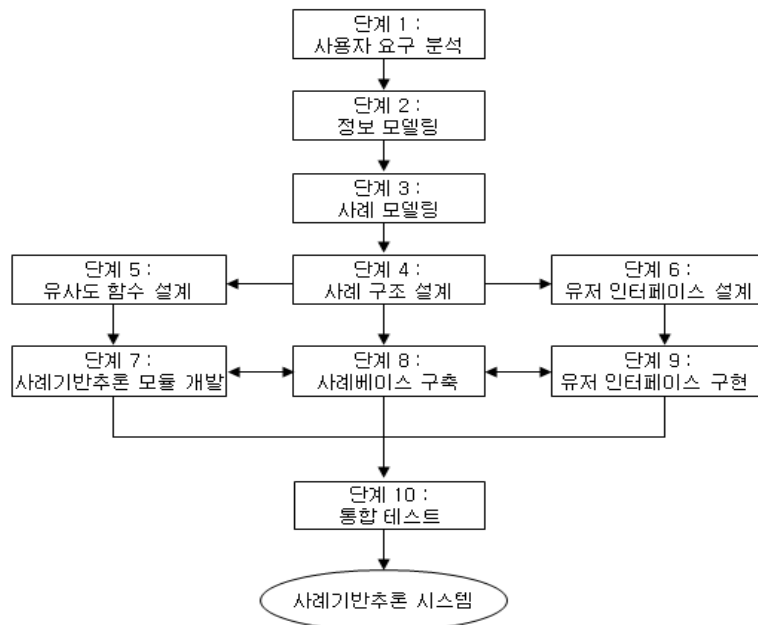 단계 1 :
사용자 요구 분석
단계 2 :
정보 모델링
단계 3 :
사례 모델링
단계 5 :
유사도 함수 설계
단계 4 :
사례 구조 설계
단계 6 :
유저 인터페이스 설계
단계 7 :
사례기반추론 모듈 개발
단계 8 :
사례베이스 구축
단계 9 :
유저 인터페이스 구현
단계 10 :
통합 테스트
사례기반추론 시스템